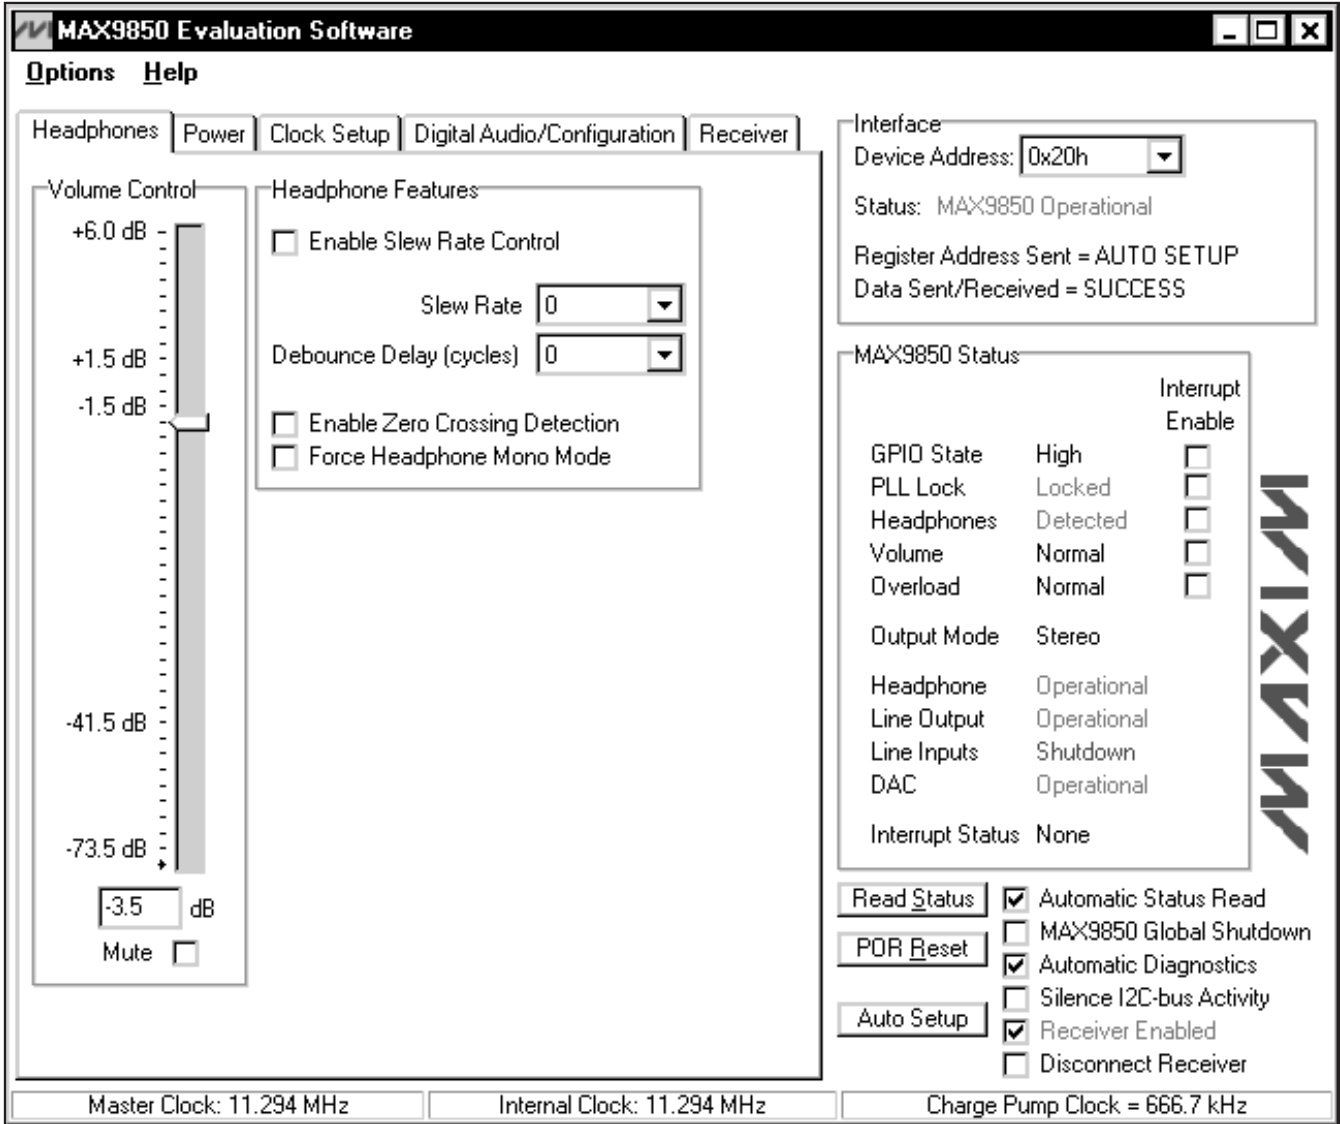 MAX9850 Evaluation Software
Options Help
Headphones Power Clock Setup Digital Audio/Configuration Receiver
Volume Control
+6.0 dB
+1.5 dB
-1.5 dB
-41.5 dB
-73.5 dB
-3.5 dB
Mute
Headphone Features
Enable Slew Rate Control
Slew Rate 0
Debounce Delay (cycles) 0
Enable Zero Crossing Detection
Force Headphone Mono Mode
Interface
Device Address: 0x20h
Status: MAX9850 Operational
Register Address Sent = AUTO SETUP
Data Sent/Received = SUCCESS
MAX9850 Status
Interrupt
Enable
GPIO State High
PLL Lock Locked
Headphones Detected
Volume Normal
Overload Normal
Output Mode Stereo
Headphone Operational
Line Output Operational
Line Inputs Shutdown
DAC Operational
Interrupt Status None
MAXIM
Read Status
POR Reset
Auto Setup
Automatic Status Read
MAX9850 Global Shutdown
Automatic Diagnostics
Silence I2C-bus Activity
Receiver Enabled
Disconnect Receiver
Master Clock: 11.294 MHz Internal Clock: 11.294 MHz Charge Pump Clock = 666.7 kHz